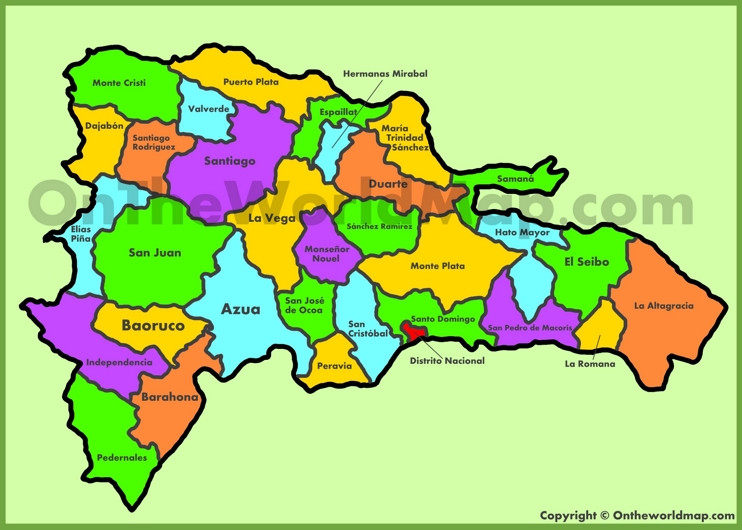 Hermanas Mirabal
Monte Cristi
Puerto Plata
Valverde
Espaillat
Dajabón
Santiago
Rodríguez
María
Trinidad
Sánchez
Santiago
Duarte
Samaná
OnTheWorldMap.com
La Vega
Elías
Piña
Sánchez Ramírez
Hato Mayor
San Juan
Monseñor
Nouel
Monte Plata
El Seibo
Azua
San José
de Ocoa
La Altagracia
Baoruco
San
Cristóbal
Santo Domingo
San Pedro de Macorís
Independencia
Peravia
Distrito Nacional
La Romana
Barahona
Pedernales
Copyright © Ontheworldmap.com